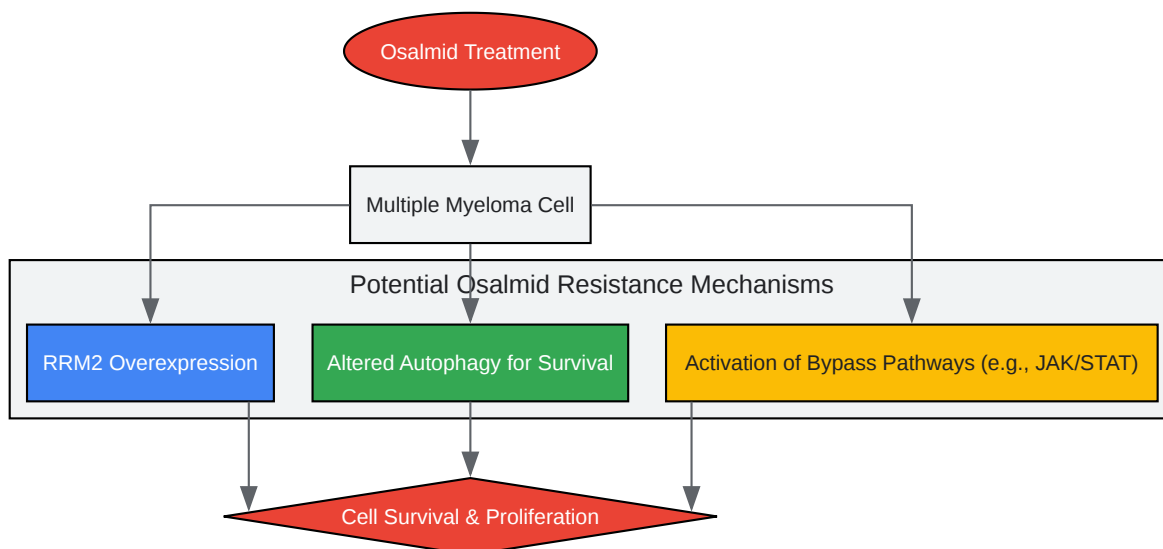 Osalmid Treatment
Multiple Myeloma Cell
Potential Osalmid Resistance Mechanisms
RRM2 Overexpression
Altered Autophagy for Survival
Activation of Bypass Pathways (e.g., JAK/STAT)
Cell Survival & Proliferation